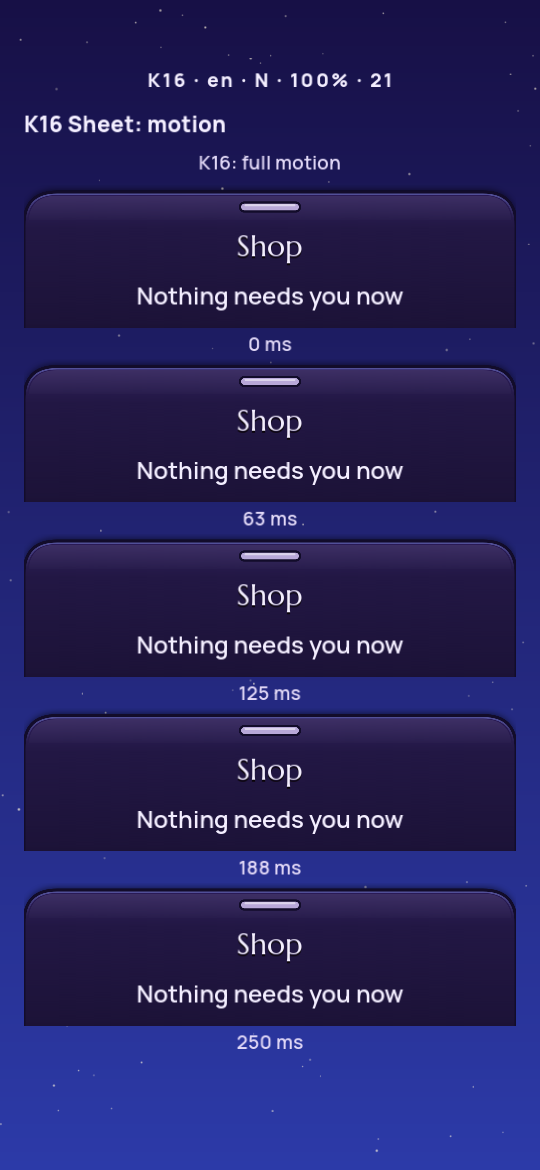 K16 · en · N · 100% · 21
K16 Sheet: motion
K16: full motion
Shop
Nothing needs you now
0 ms
Shop
Nothing needs you now
63 ms
Shop
Nothing needs you now
125 ms
Shop
Nothing needs you now
188 ms
Shop
Nothing needs you now
250 ms